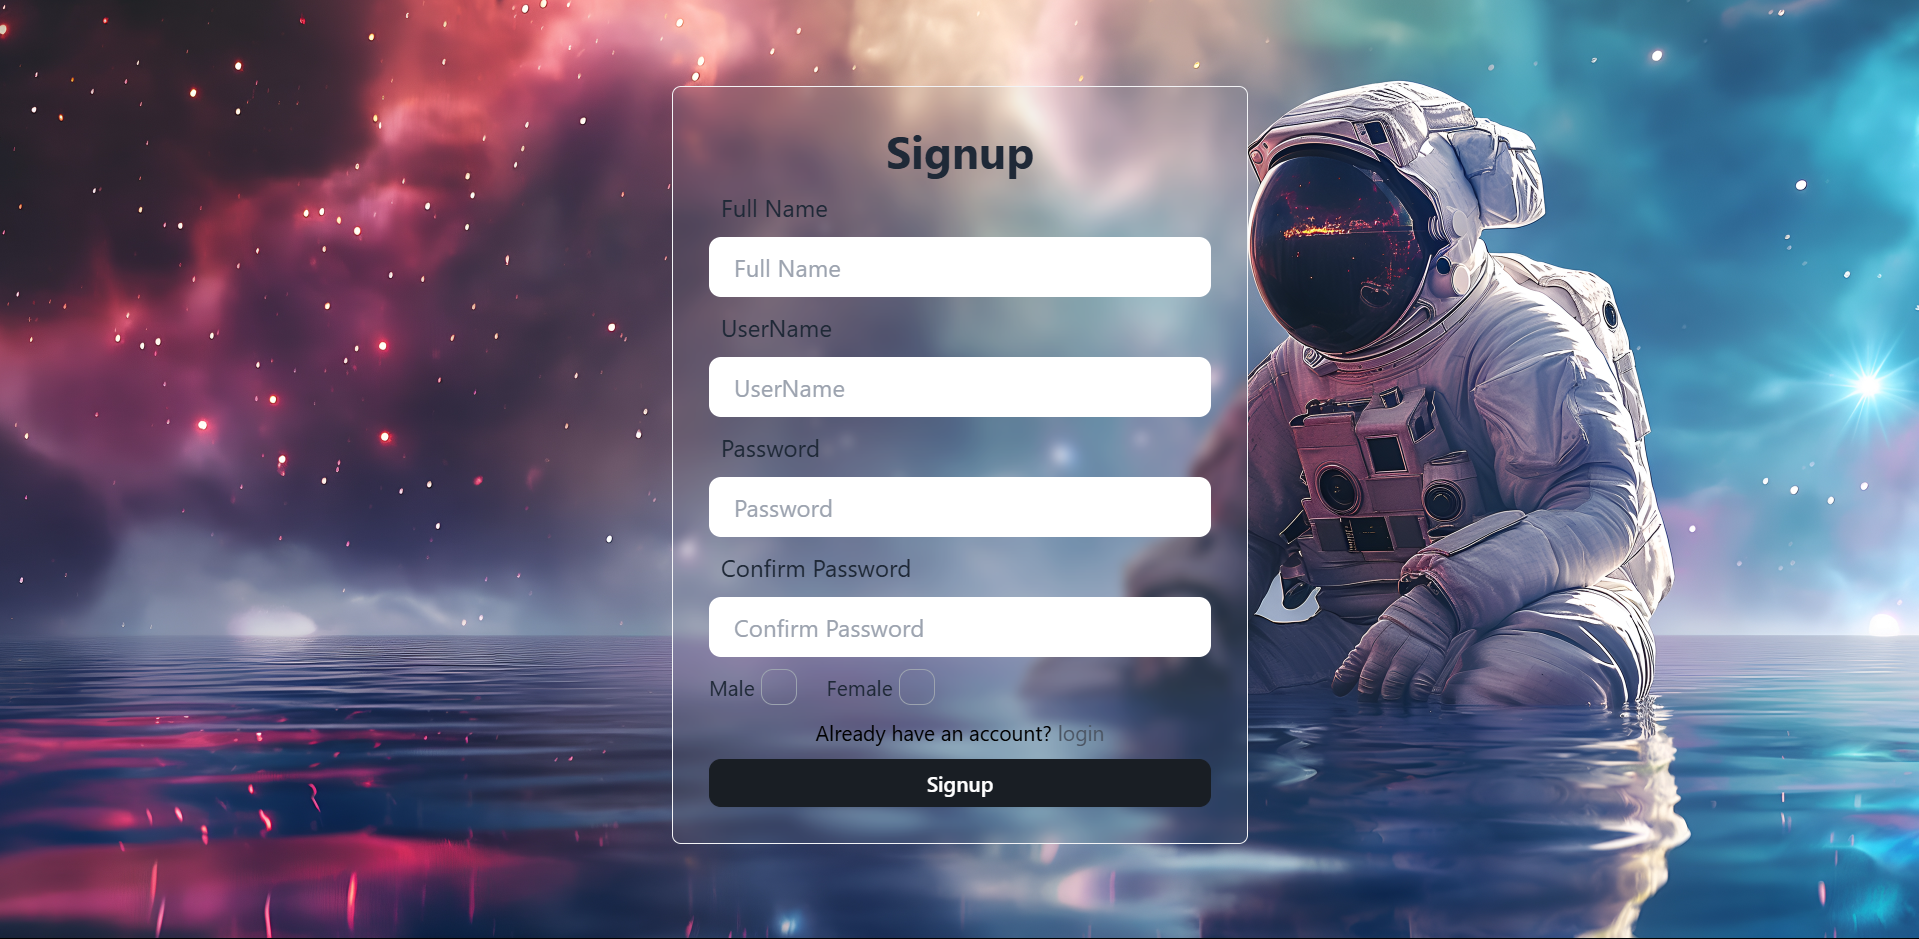 Signup
Full Name
Full Name
UserName
UserName
Password
Password
Confirm Password
Confirm Password
Male Female
Already have an account? login
Signup